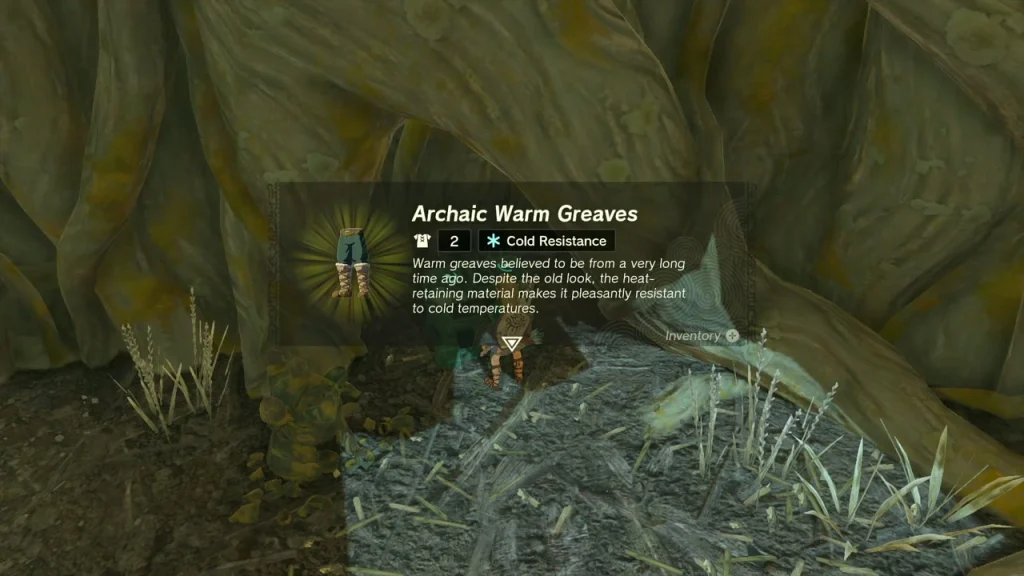 Archaic Warm Greaves
2 Cold Resistance
Warm greaves believed to be from a very long
time ago. Despite the old look, the heat-
retaining material makes it pleasantly resistant
to cold temperatures.
Inventory